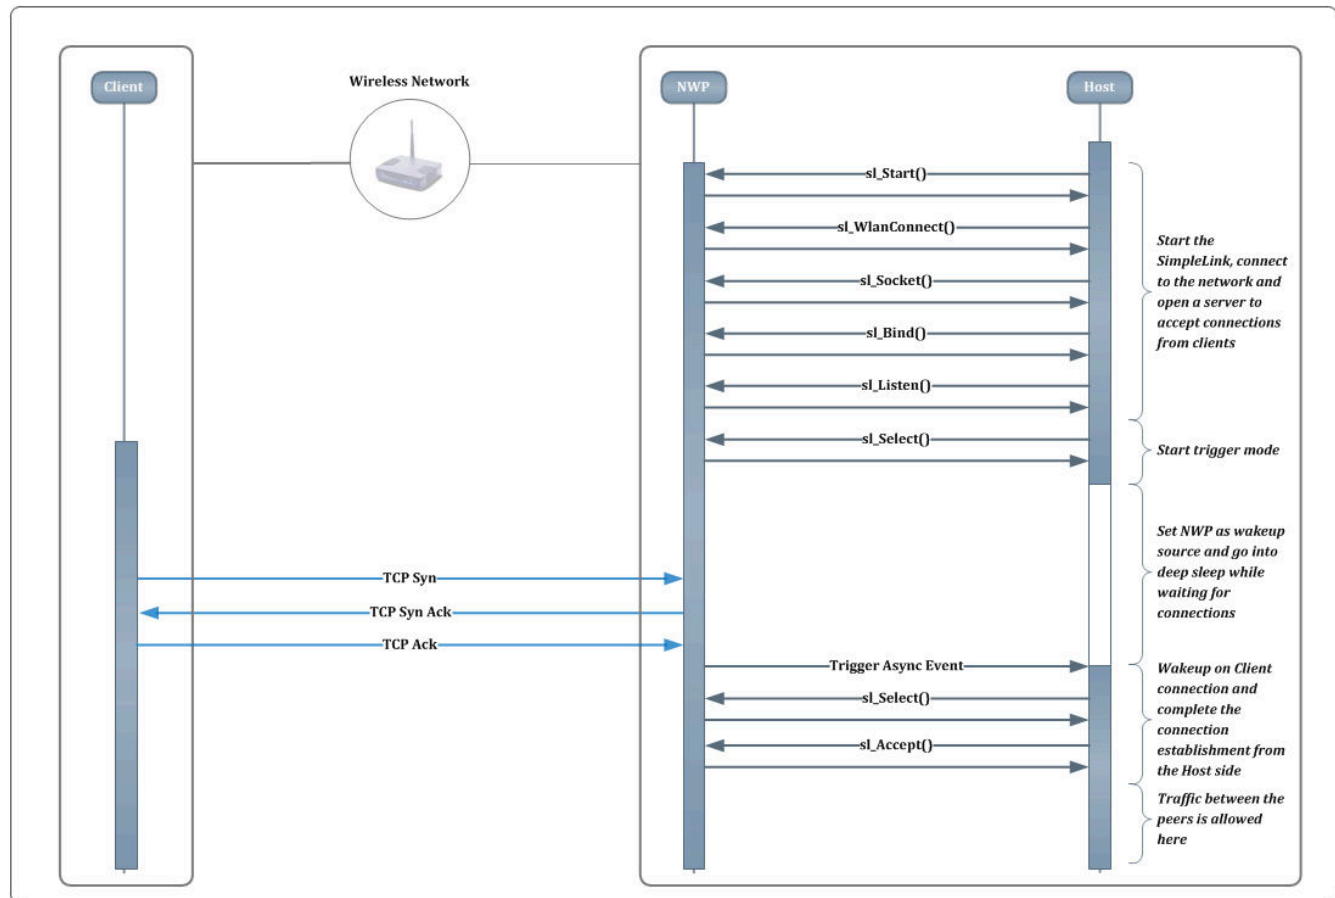 Client
Wireless Network
NWP
Host
sl_Start()
sl_WlanConnect()
sl_Socket()
sl_Bind()
sl_Listen()
sl_Select()
Start the
SimpleLink, connect
to the network and
open a server to
accept connections
from clients
Start trigger mode
Set NWP as wakeup
source and go into
deep sleep while
waiting for
connections
TCP Syn
TCP Syn Ack
TCP Ack
Trigger Async Event
sl_Select()
sl_Accept()
Wakeup on Client
connection and
complete the
connection
establishment from
the Host side
Traffic between the
peers is allowed
here